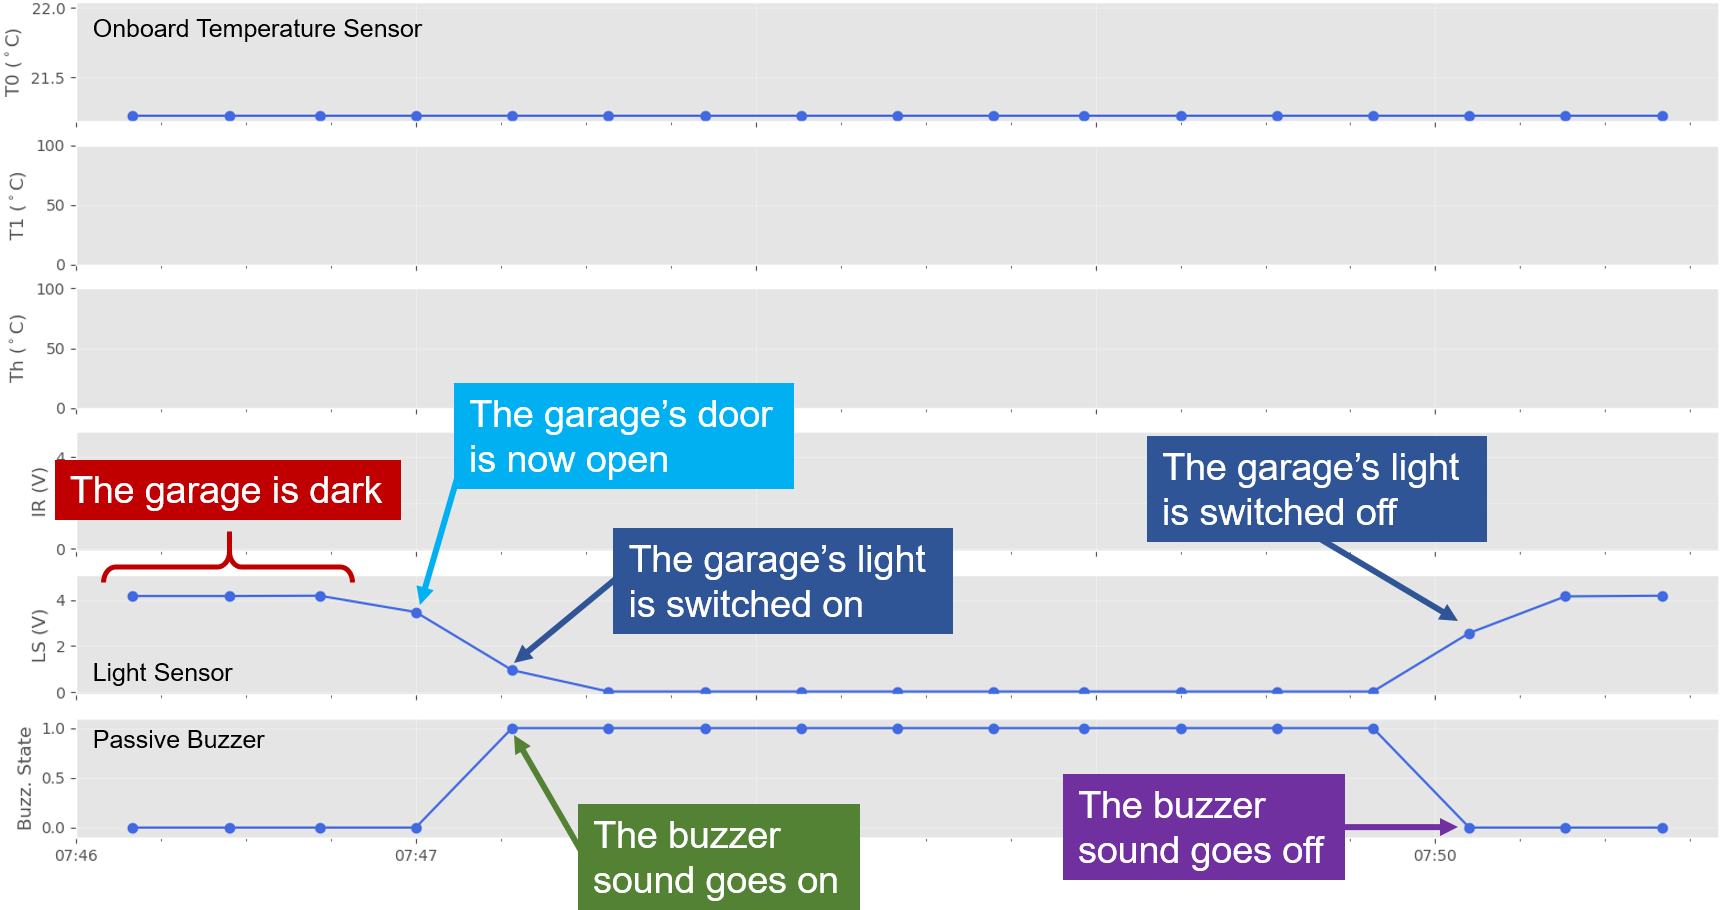 22.0
Onboard Temperature Sensor
T0 (°C)
21.5
100
T1 (°C)
50
0
100
Th (°C)
50
0
The garage's door
is now open
4
IR (V)
0
The garage is dark
The garage's light
is switched off
The garage's light
is switched on
4
LS (V)
2
Light Sensor
0
1.0
Passive Buzzer
Buzz. State
0.5
0.0
The buzzer
sound goes off
The buzzer
sound goes on
07:46
07:47
07:50